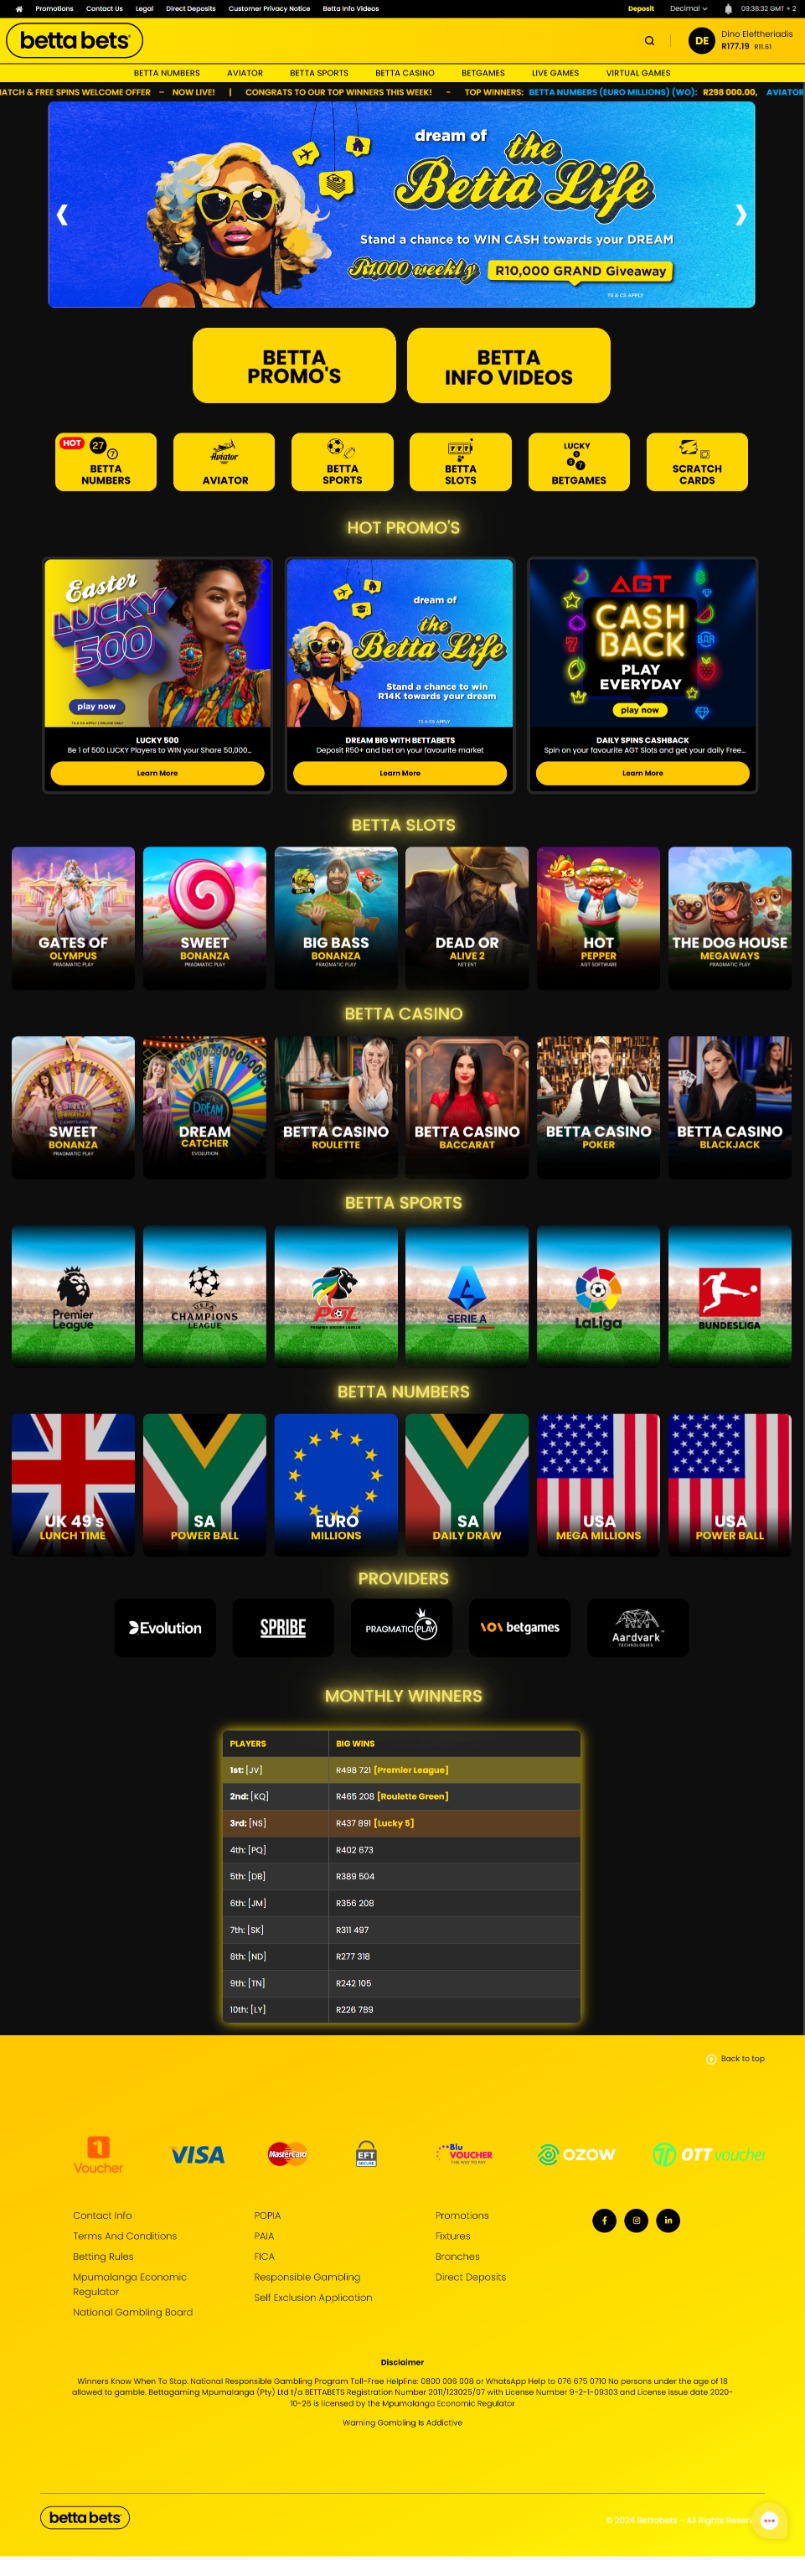 Promotions Contact Us Legal Direct Deposits Customer Privacy Notice Betta Info Videos Deposit Decimal 09:38:32 GMT + 2
betta bets
DE Dino Eleftheriadis
R177.19 R11.61
BETTA NUMBERS AVIATOR BETTA SPORTS BETTA CASINO BETGAMES LIVE GAMES VIRTUAL GAMES
ATCH & FREE SPINS WELCOME OFFER – NOW LIVE! | CONGRATS TO OUR TOP WINNERS THIS WEEK! - TOP WINNERS: BETTA NUMBERS (EURO MILLIONS) (WO): R298 000.00, AVIATOR
dream of the
Betta Life
Stand a chance to WIN CASH towards your DREAM
R1,000 weekly R10,000 GRAND Giveaway
TS & CS APPLY
BETTA PROMO'S
BETTA INFO VIDEOS
HOT 27 7
BETTA NUMBERS
AVIATOR
BETTA SPORTS
BETTA SLOTS
LUCKY
BETGAMES
SCRATCH CARDS
HOT PROMO'S
Easter
LUCKY
500
play now
LUCKY 500
Be 1 of 500 LUCKY Players to WIN your Share 50,000...
Learn More
dream of
the
Betta Life
Stand a chance to win
R14K towards your dream
TS & CS APPLY
DREAM BIG WITH BETTABETS
Deposit R50+ and bet on your favourite market
Learn More
AGT
CASH
BACK
PLAY
EVERYDAY
play now
BAR
DAILY SPINS CASHBACK
Spin on your favourite AGT Slots and get your daily Free...
Learn More
BETTA SLOTS
GATES OF
OLYMPUS
PRAGMATIC PLAY
SWEET
BONANZA
PRAGMATIC PLAY
BIG BASS
BONANZA
PRAGMATIC PLAY
DEAD OR
ALIVE 2
NETENT
x3
HOT
PEPPER
AGT SOFTWARE
THE DOG HOUSE
MEGAWAYS
PRAGMATIC PLAY
BETTA CASINO
SWEET
BONANZA
PRAGMATIC PLAY
DREAM
DREAM
CATCHER
EVOLUTION
BETTA CASINO
ROULETTE
BETTA CASINO
BACCARAT
BETTA CASINO
POKER
BETTA CASINO
BLACKJACK
BETTA SPORTS
Premier
League
UEFA
CHAMPIONS
LEAGUE
PSL
PREMIER SOCCER LEAGUE
SERIE A
LaLiga
BUNDESLIGA
BETTA NUMBERS
UK 49's
LUNCH TIME
SA
POWER BALL
EURO
MILLIONS
SA
DAILY DRAW
USA
MEGA MILLIONS
USA
POWER BALL
PROVIDERS
Evolution
SPRIBE
PRAGMATIC PLAY
betgames
Aardvark
TECHNOLOGIES
MONTHLY WINNERS
PLAYERS BIG WINS
1st: [JV] R498 721 [Premier League]
2nd: [KQ] R465 208 [Roulette Green]
3rd: [NS] R437 891 [Lucky 5]
4th: [PQ] R402 673
5th: [DB] R389 504
6th: [JM] R356 208
7th: [SK] R311 497
8th: [ND] R277 318
9th: [TN] R242 105
10th: [LY] R226 789
Back to top
1 Voucher
VISA
MasterCard
EFT
SECURE
Blu
VOUCHER
THE WAY TO PAY
OZOW
OTT voucher
Contact Info
Terms And Conditions
Betting Rules
Mpumalanga Economic
Regulator
National Gambling Board
POPIA
PAIA
FICA
Responsible Gambling
Self Exclusion Application
Promotions
Fixtures
Branches
Direct Deposits
Disclaimer
Winners Know When To Stop. National Responsible Gambling Program Toll-Free Helpline: 0800 006 008 or WhatsApp Help to 076 675 0710 No persons under the age of 18
allowed to gamble. Bettagaming Mpumalanga (Pty) Ltd t/a BETTABETS Registration Number 2011/123025/07 with License Number 9-2-1-09303 and License issue date 2020-
10-26 is licensed by the Mpumalanga Economic Regulator
Warning Gambling Is Addictive
betta bets
© 2024 Bettabets - All Rights Reser